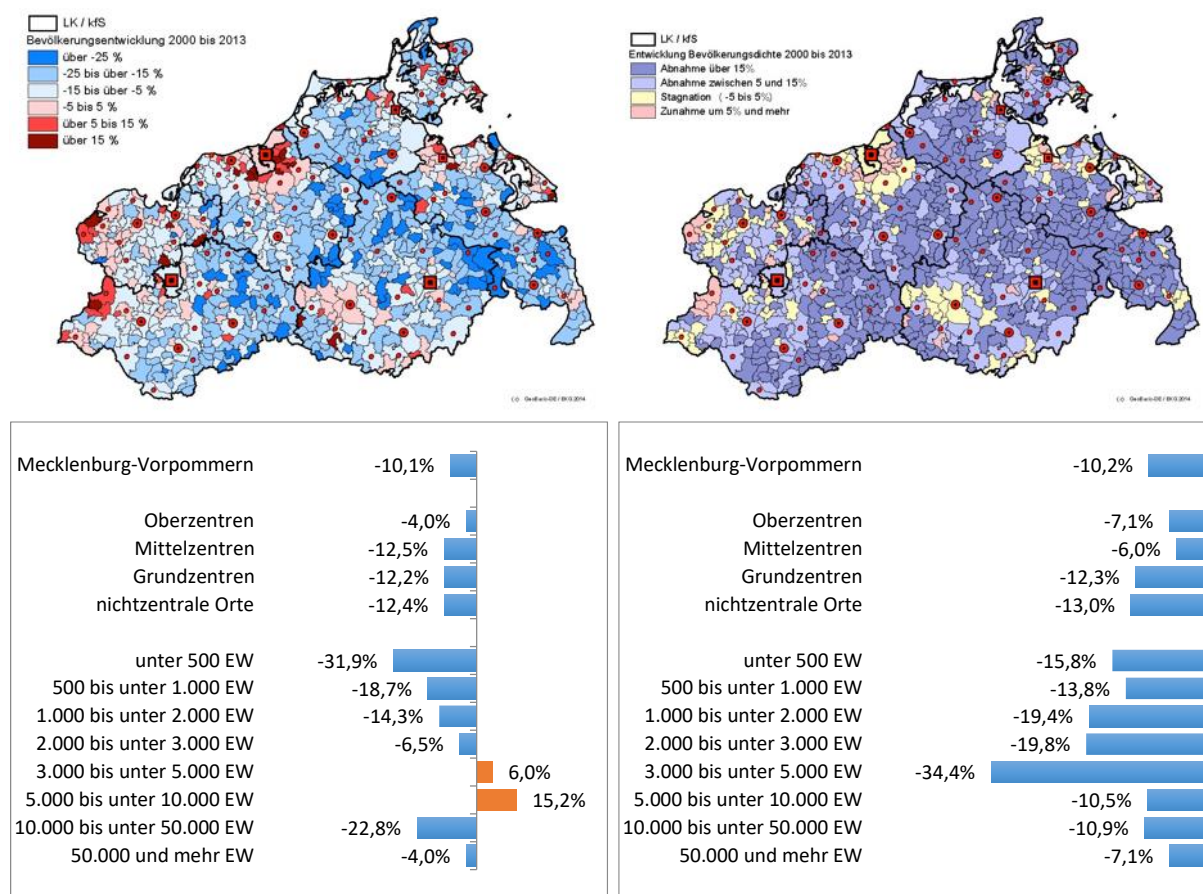 LK / kfS
Bevölkerungsentwicklung 2000 bis 2013
über -25 %
-25 bis über -15 %
-15 bis über -5 %
-5 bis 5 %
über 5 bis 15 %
über 15 %
LK / kfS
Entwicklung Bevölkerungsdichte 2000 bis 2013
Abnahme über 15%
Abnahme zwischen 5 und 15%
Stagnation ( -5 bis 5%)
Zunahme um 5% und mehr
Mecklenburg-Vorpommern -10,1%
Oberzentren -4,0%
Mittelzentren -12,5%
Grundzentren -12,2%
nichtzentrale Orte -12,4%
unter 500 EW -31,9%
500 bis unter 1.000 EW -18,7%
1.000 bis unter 2.000 EW -14,3%
2.000 bis unter 3.000 EW -6,5%
3.000 bis unter 5.000 EW 6,0%
5.000 bis unter 10.000 EW 15,2%
10.000 bis unter 50.000 EW -22,8%
50.000 und mehr EW -4,0%
Mecklenburg-Vorpommern -10,2%
Oberzentren -7,1%
Mittelzentren -6,0%
Grundzentren -12,3%
nichtzentrale Orte -13,0%
unter 500 EW -15,8%
500 bis unter 1.000 EW -13,8%
1.000 bis unter 2.000 EW -19,4%
2.000 bis unter 3.000 EW -19,8%
3.000 bis unter 5.000 EW -34,4%
5.000 bis unter 10.000 EW -10,5%
10.000 bis unter 50.000 EW -10,9%
50.000 und mehr EW -7,1%